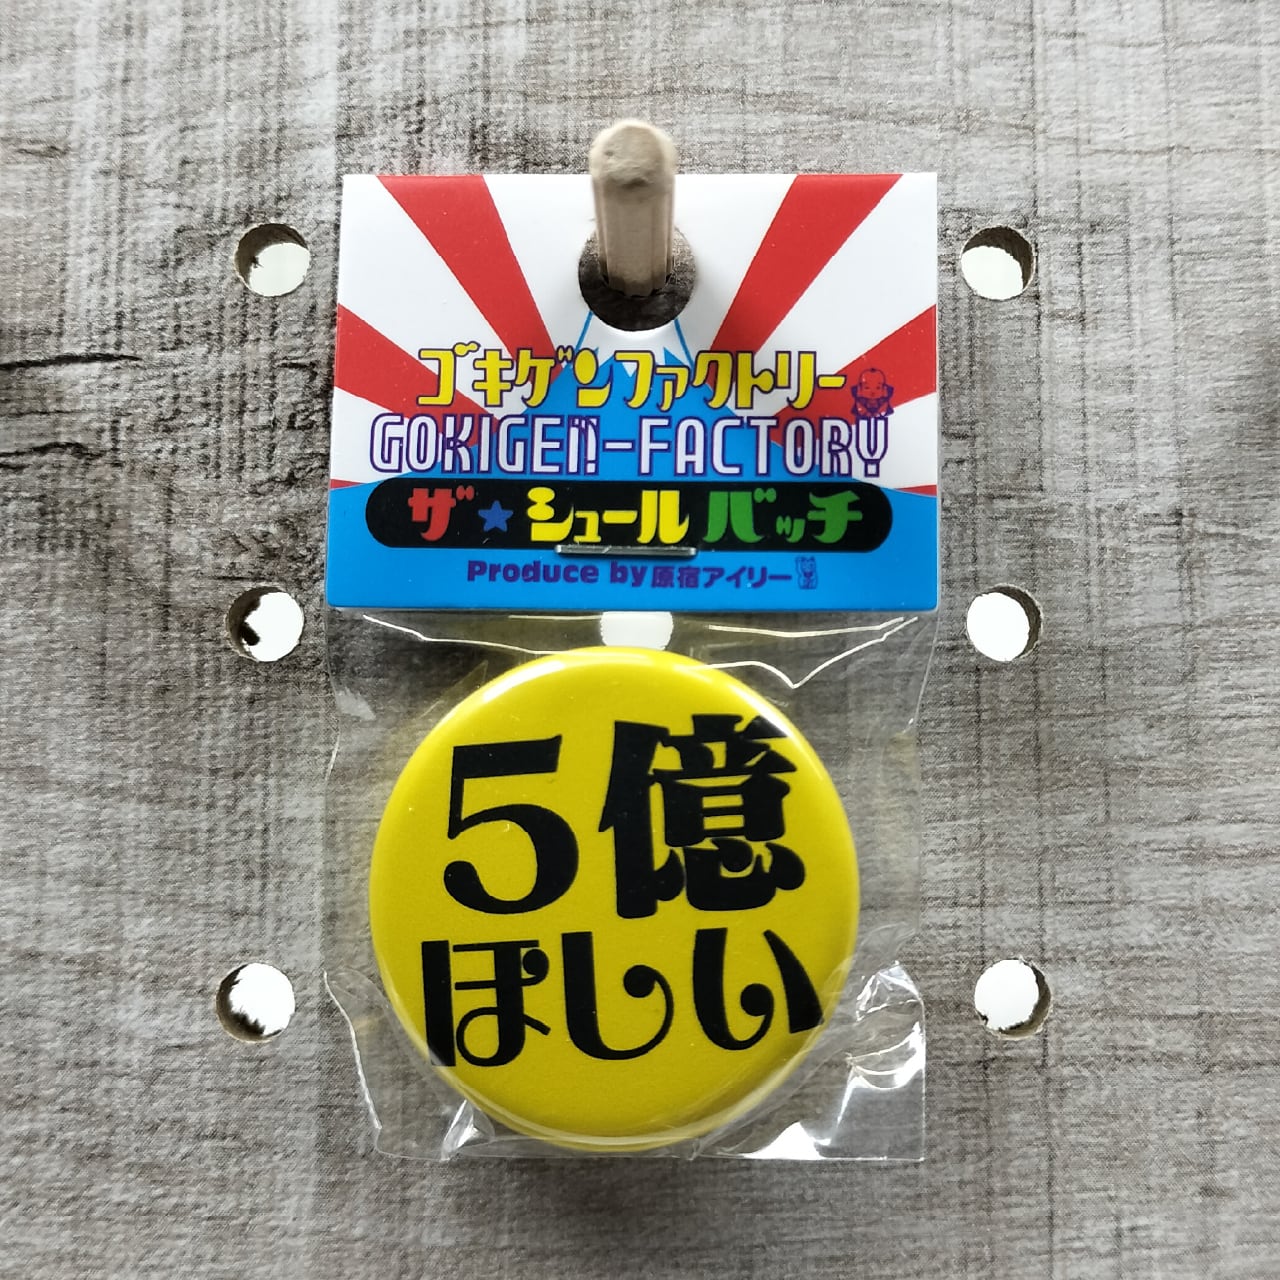 ゴキゲンファクトリー
GOKIGEN-FACTORY
ザ★シュールバッチ
Produce by 原宿アイリー
5億
ほしい